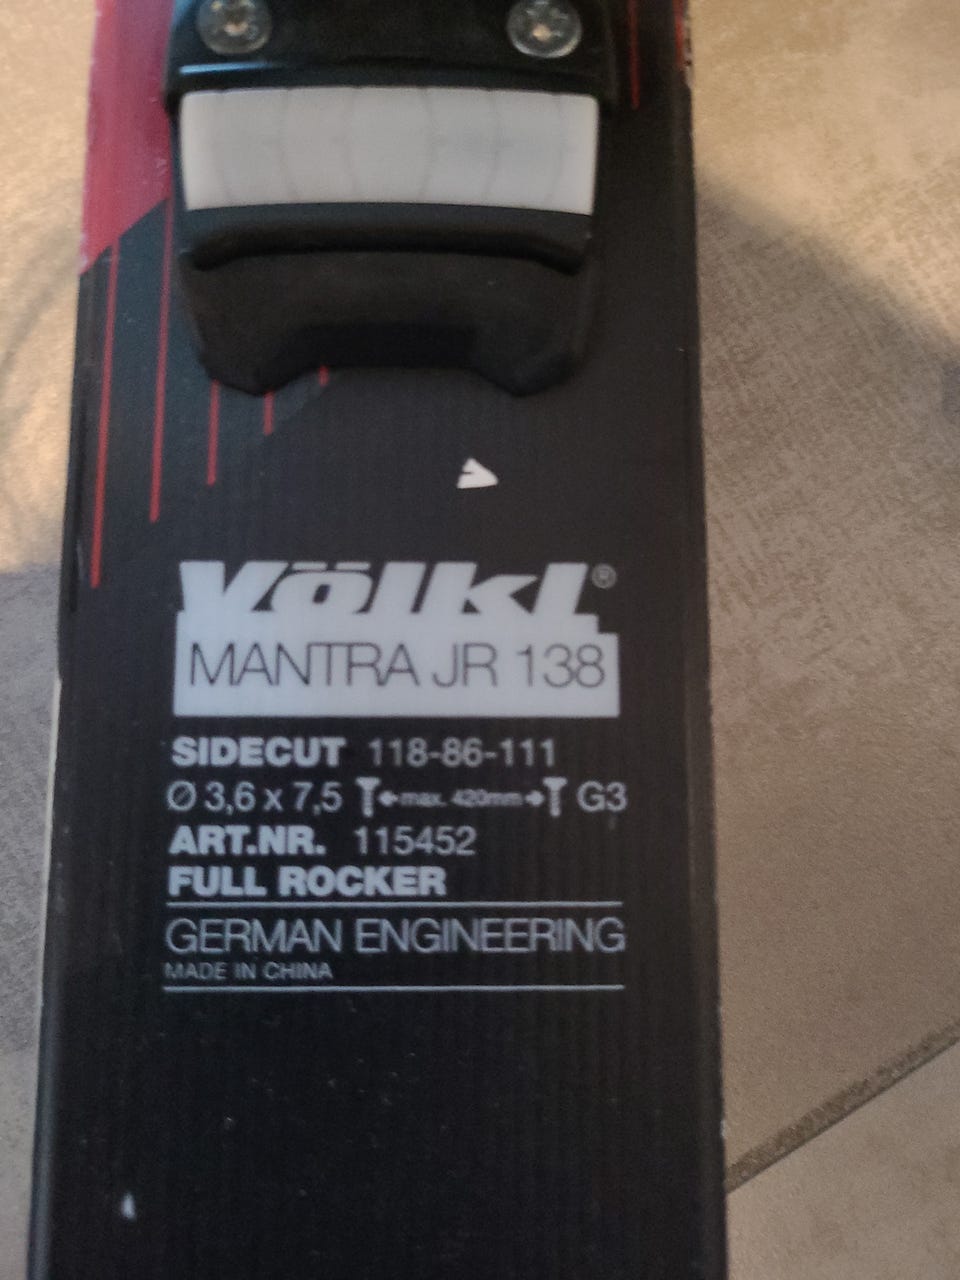 Völkl®
MANTRA JR 138
SIDECUT 118-86-111
Ø 3,6 x 7,5 max. 420mm G3
ART.NR. 115452
FULL ROCKER
GERMAN ENGINEERING
MADE IN CHINA